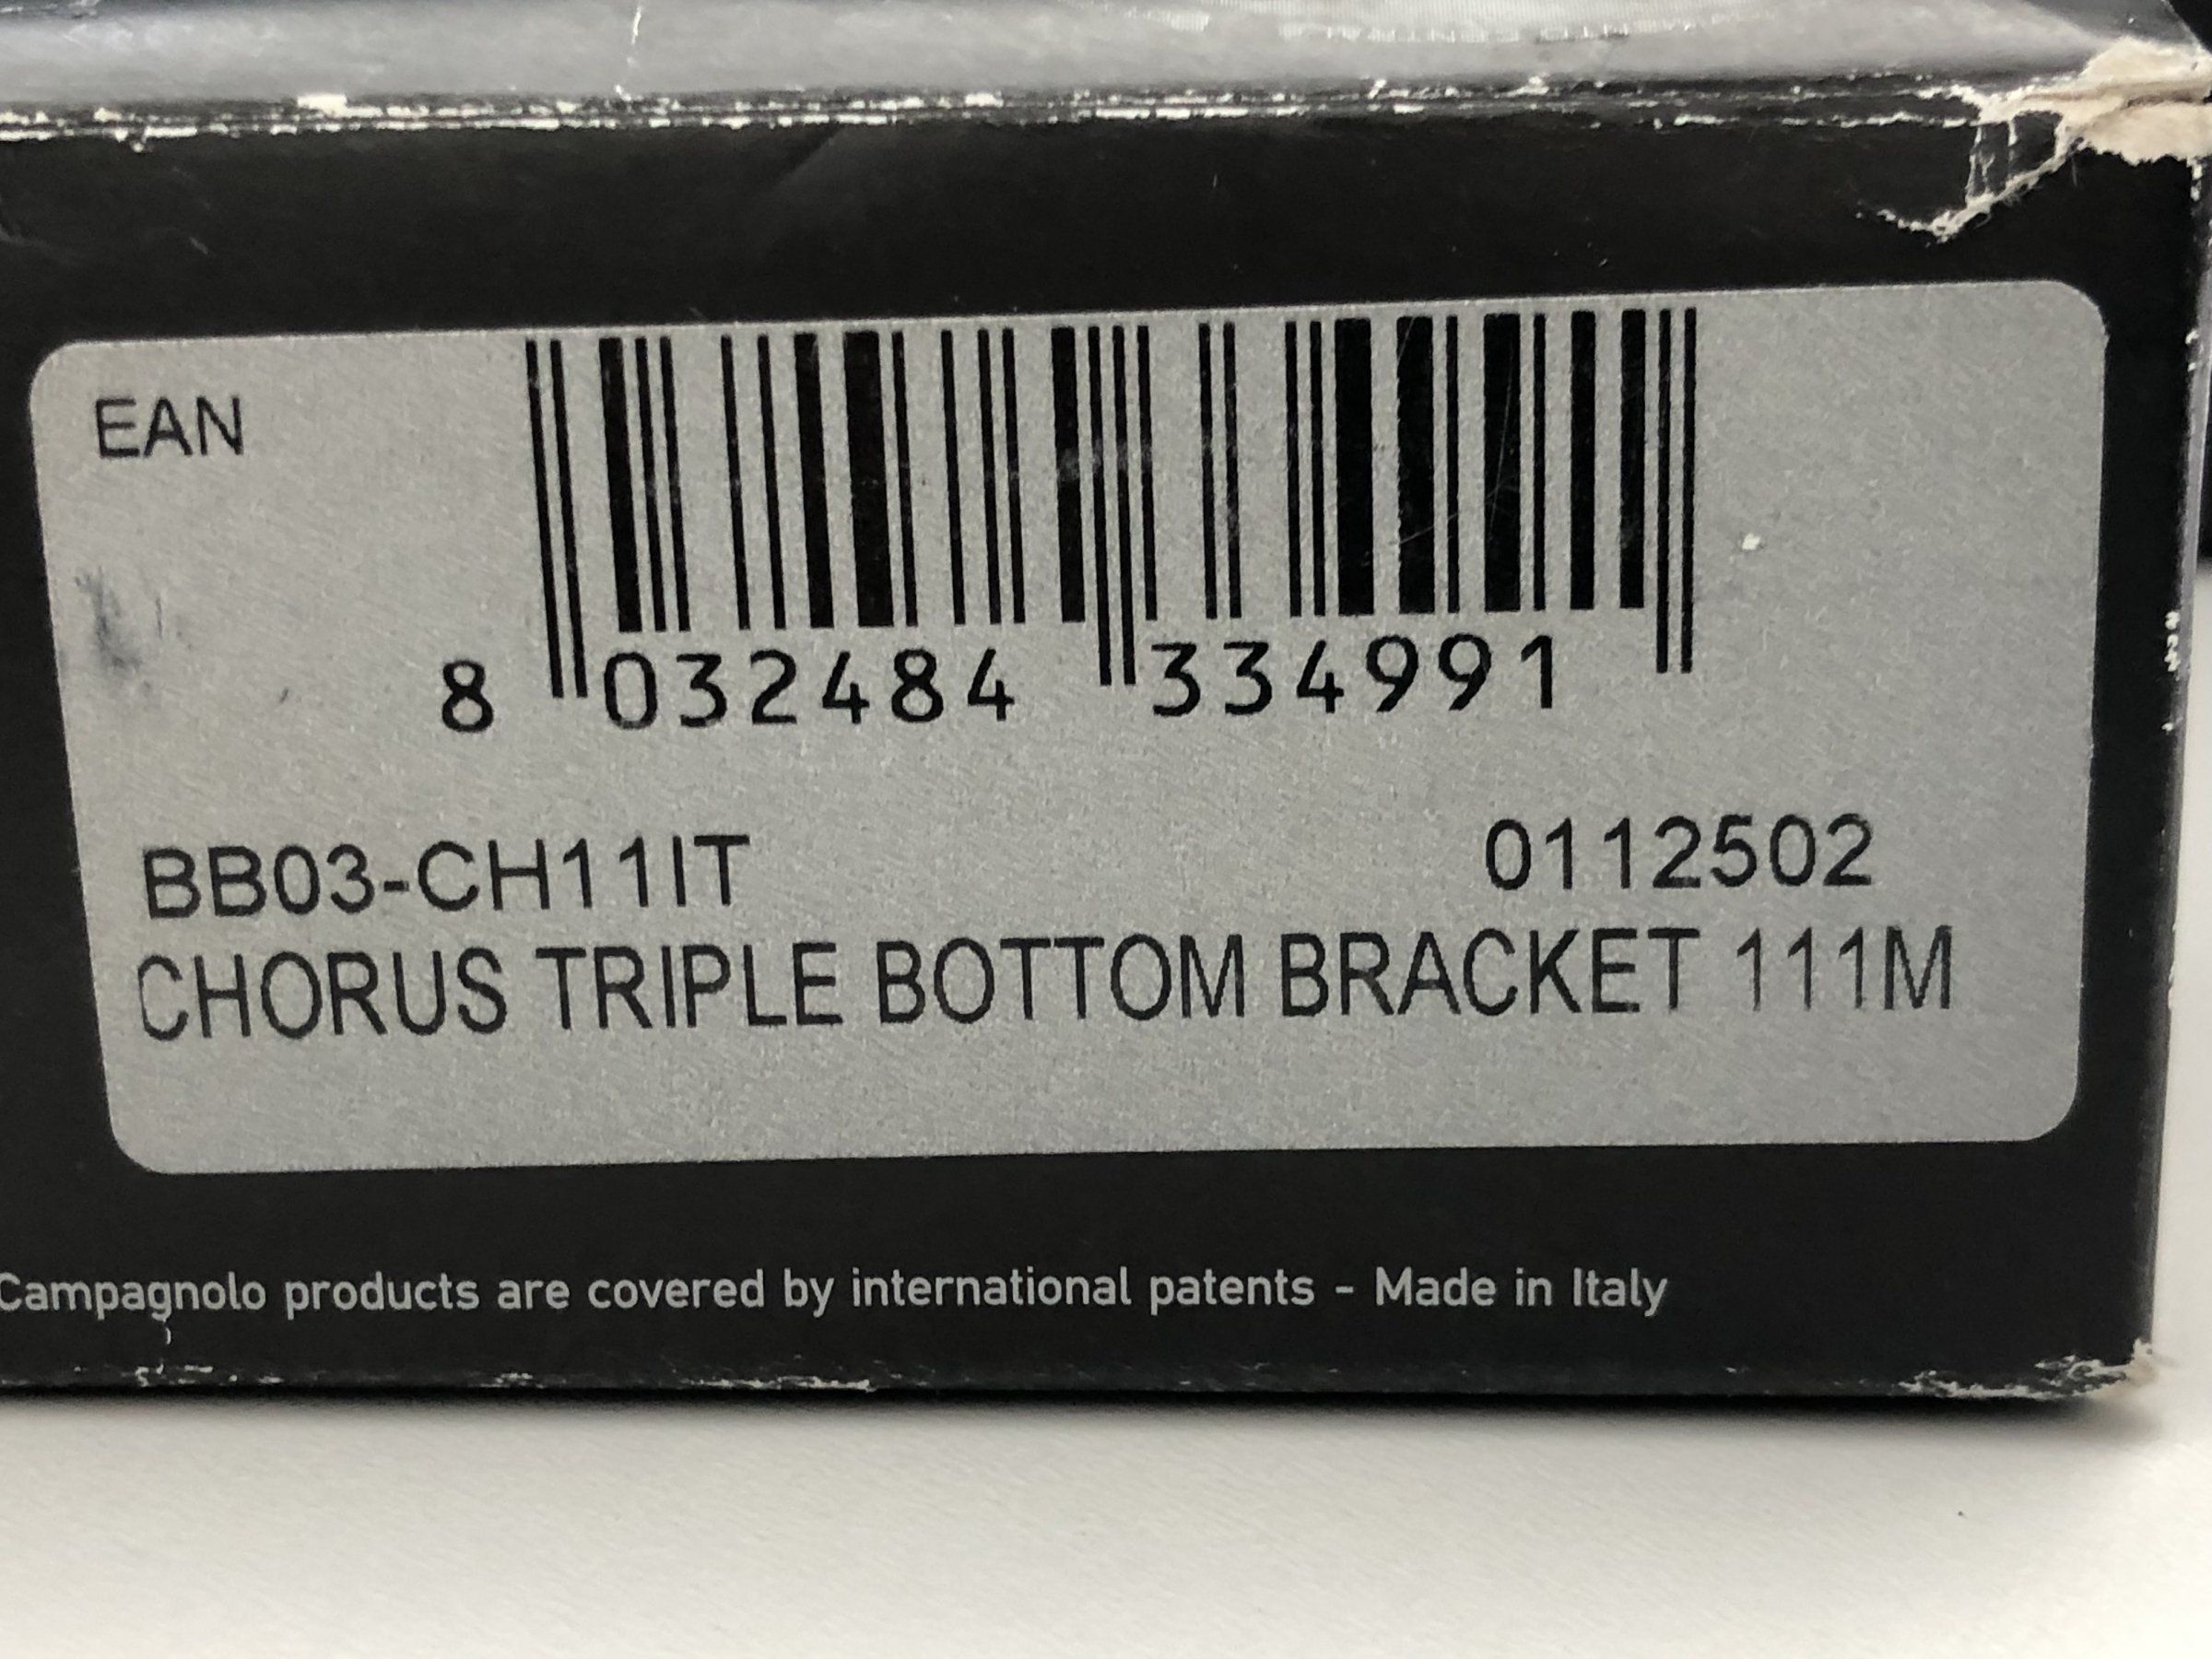 EAN
8 032484 334991
BB03-CH11IT 0112502
CHORUS TRIPLE BOTTOM BRACKET 111M
Campagnolo products are covered by international patents - Made in Italy